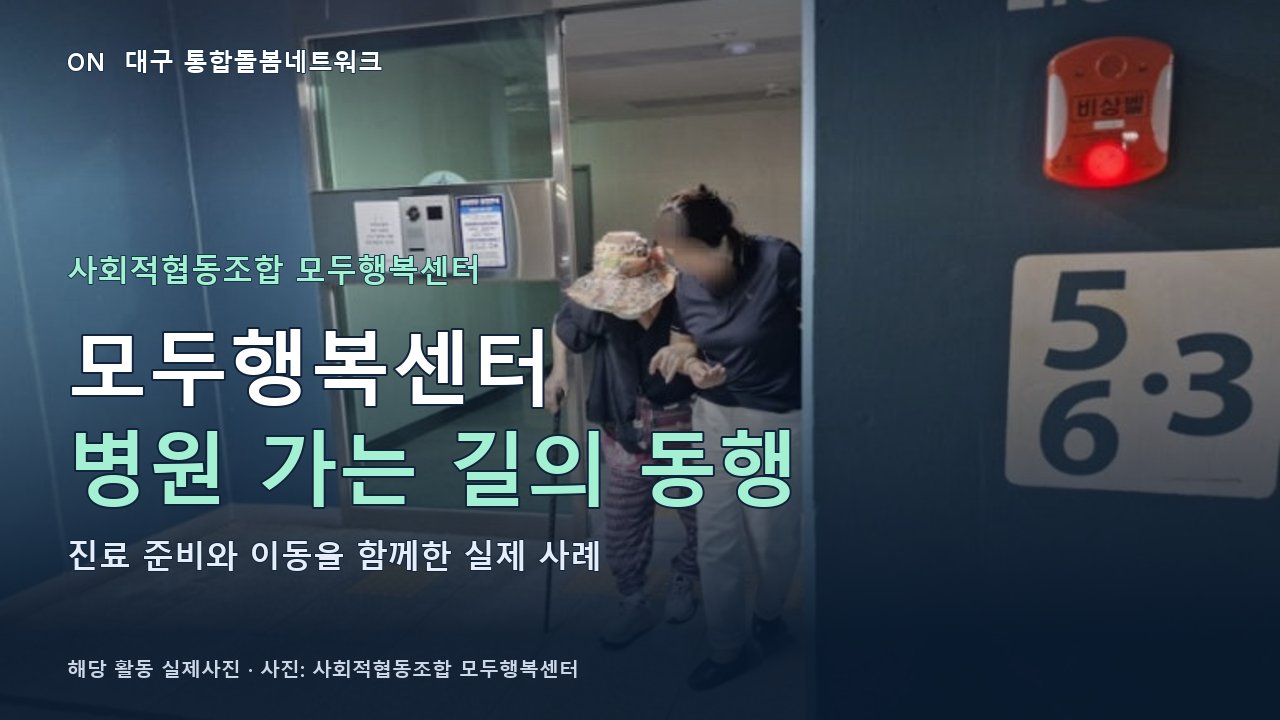 ON 대구 통합돌봄네트워크
비상벨
사회적협동조합 모두행복센터
모두행복센터
병원 가는 길의 동행
진료 준비와 이동을 함께한 실제 사례
5
6·3
해당 활동 실제사진 · 사진: 사회적협동조합 모두행복센터